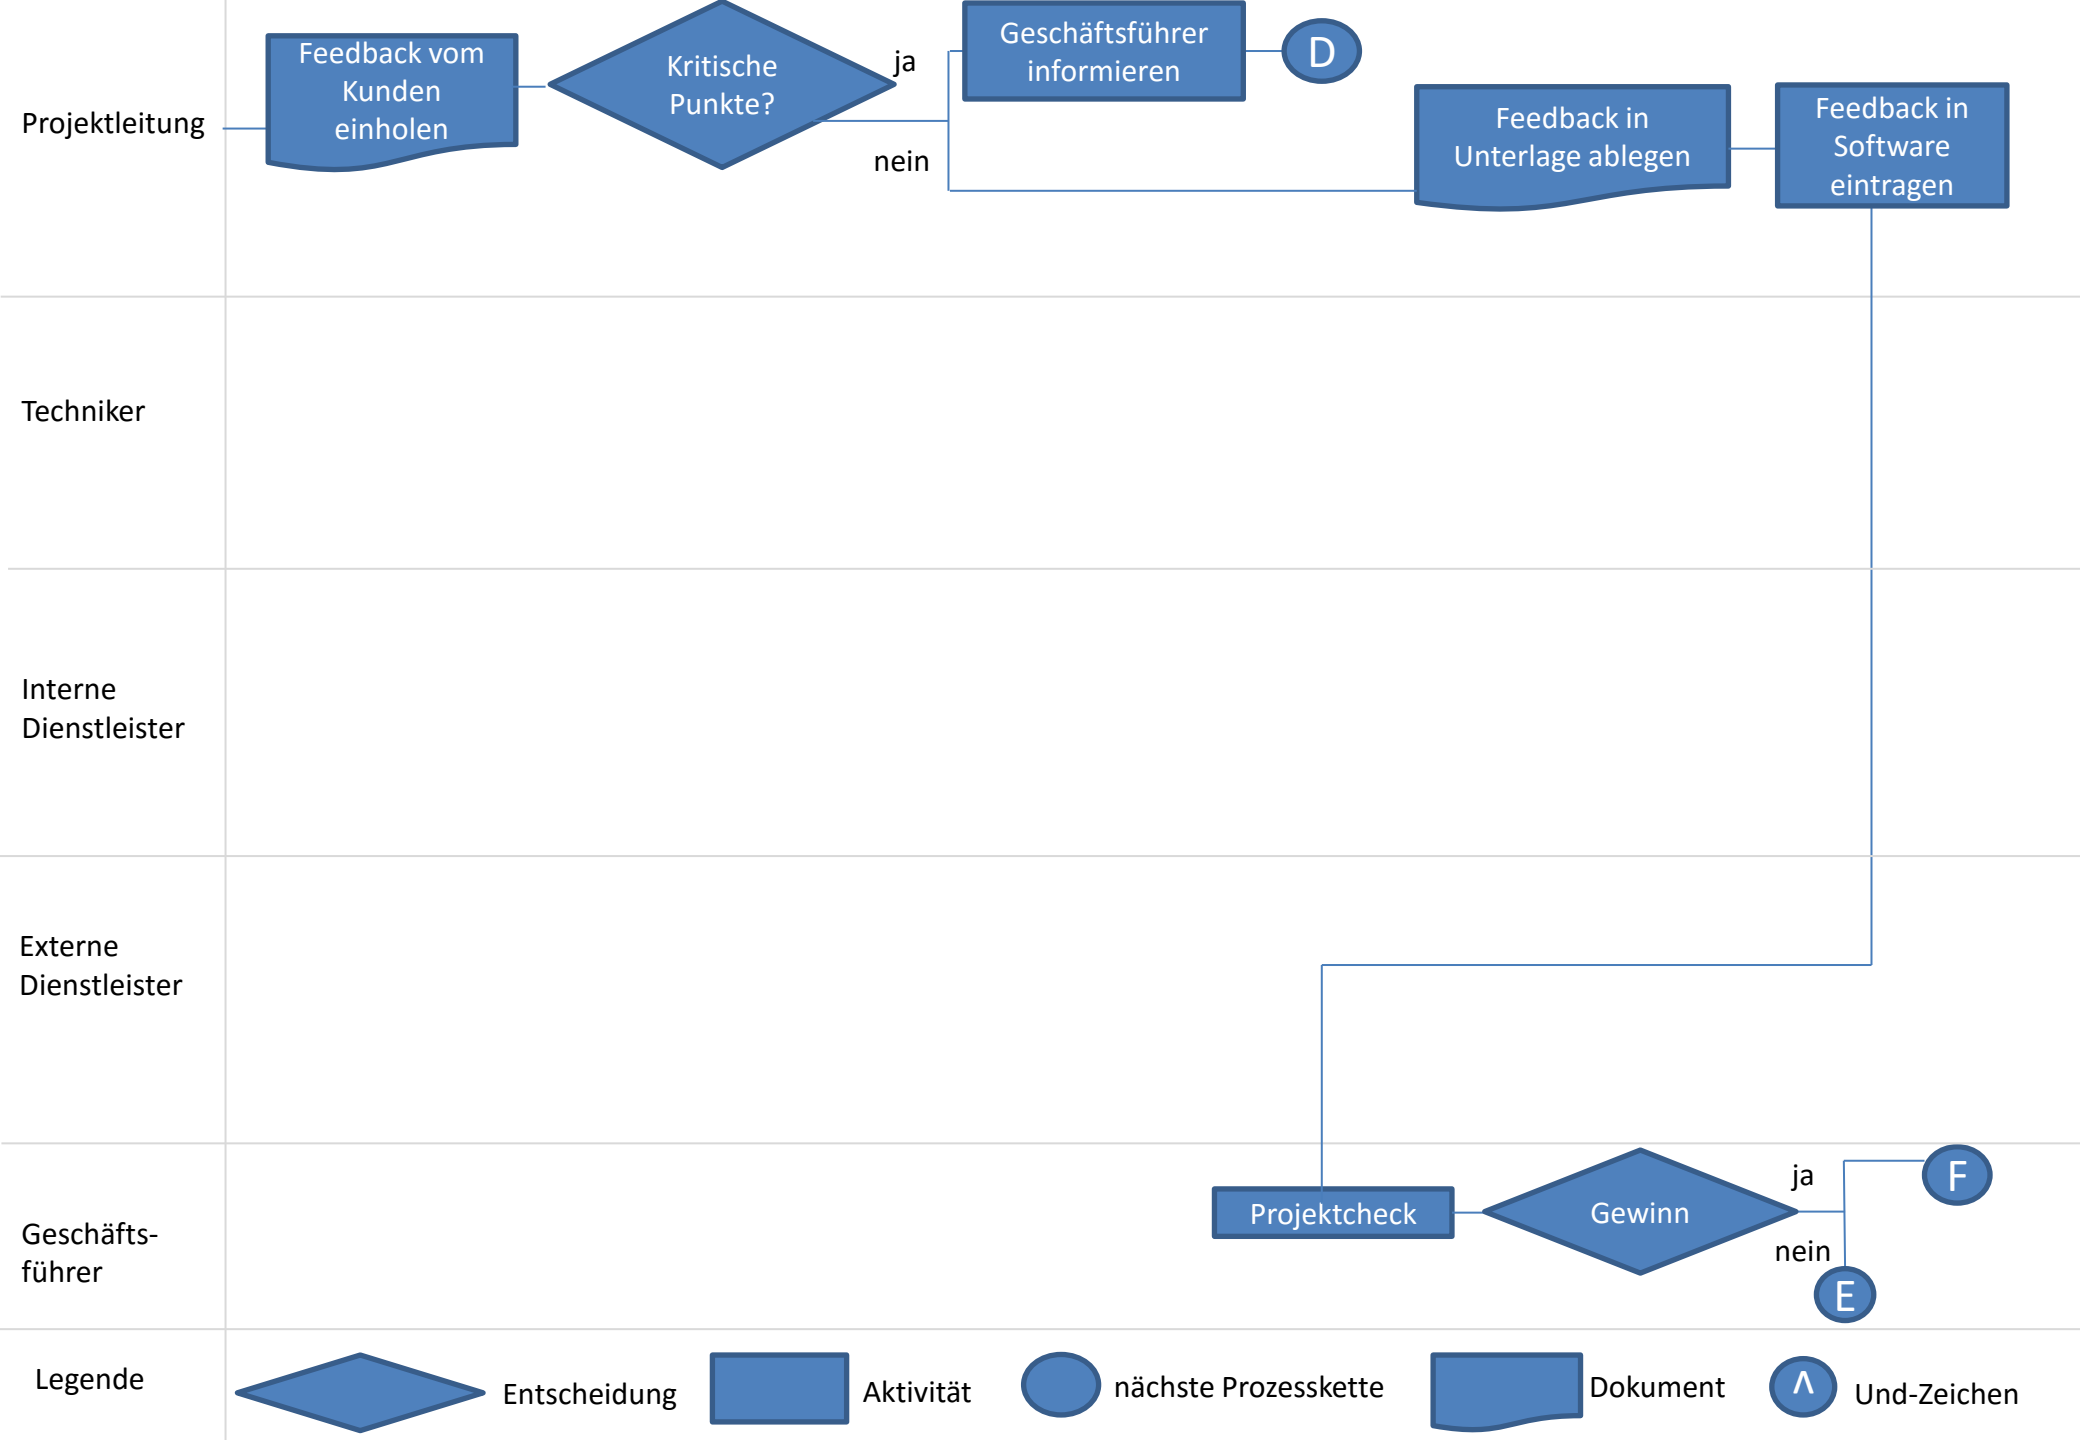 Projektleitung
Feedback vom
Kunden
einholen
Kritische
Punkte?
ja
nein
Geschäftsführer
informieren
D
Feedback in
Unterlage ablegen
Feedback in
Software
eintragen
Techniker
Interne
Dienstleister
Externe
Dienstleister
Geschäfts-
führer
Projektcheck
Gewinn
ja
nein
F
E
Legende
Entscheidung
Aktivität
nächste Prozesskette
Dokument
^
Und-Zeichen